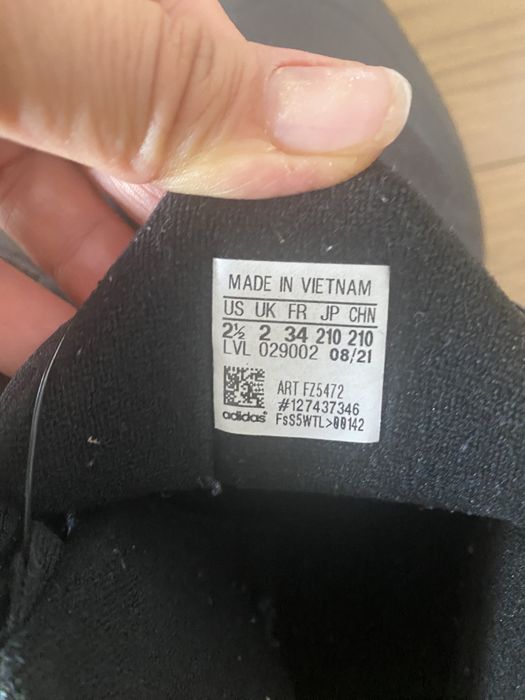 MADE IN VIETNAM
US UK FR JP CHN
2½ 2 34 210 210
LVL 029002 08/21
ART FZ5472
#127437346
adidas FsS5WTL>00142